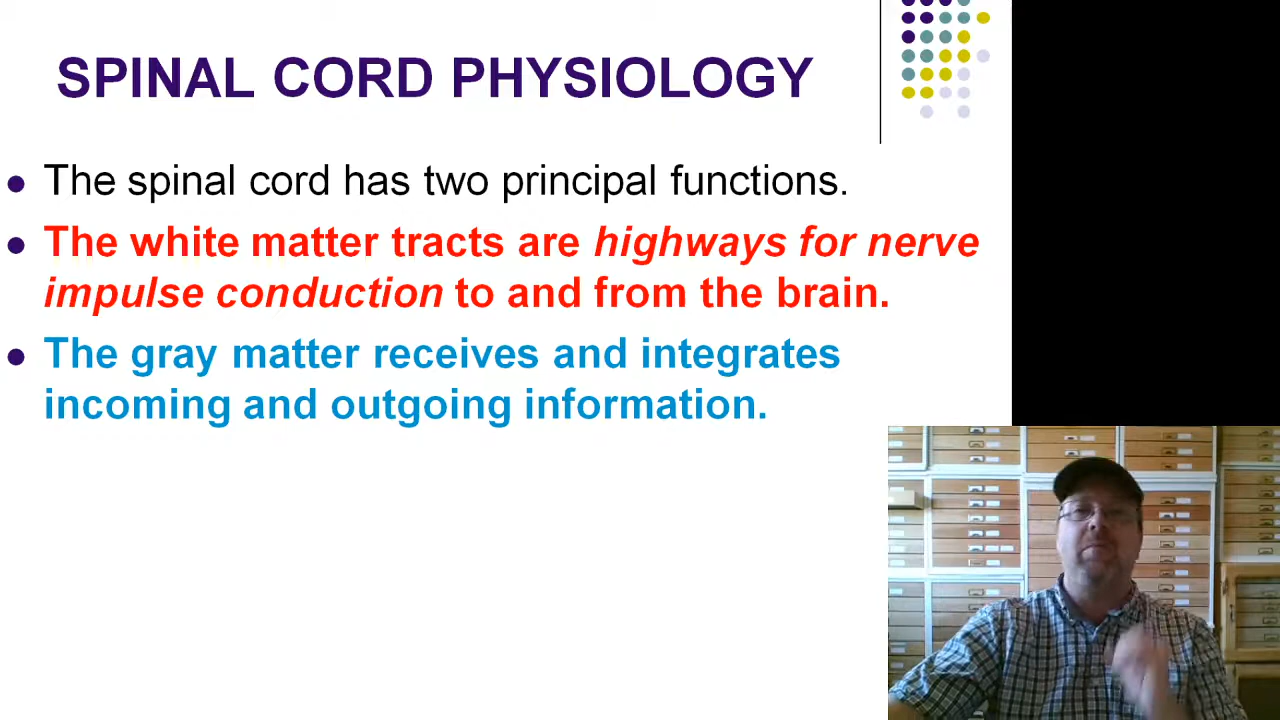 SPINAL CORD PHYSIOLOGY
The spinal cord has two principal functions.
The white matter tracts are highways for nerve
impulse conduction to and from the brain.
The gray matter receives and integrates
incoming and outgoing information.